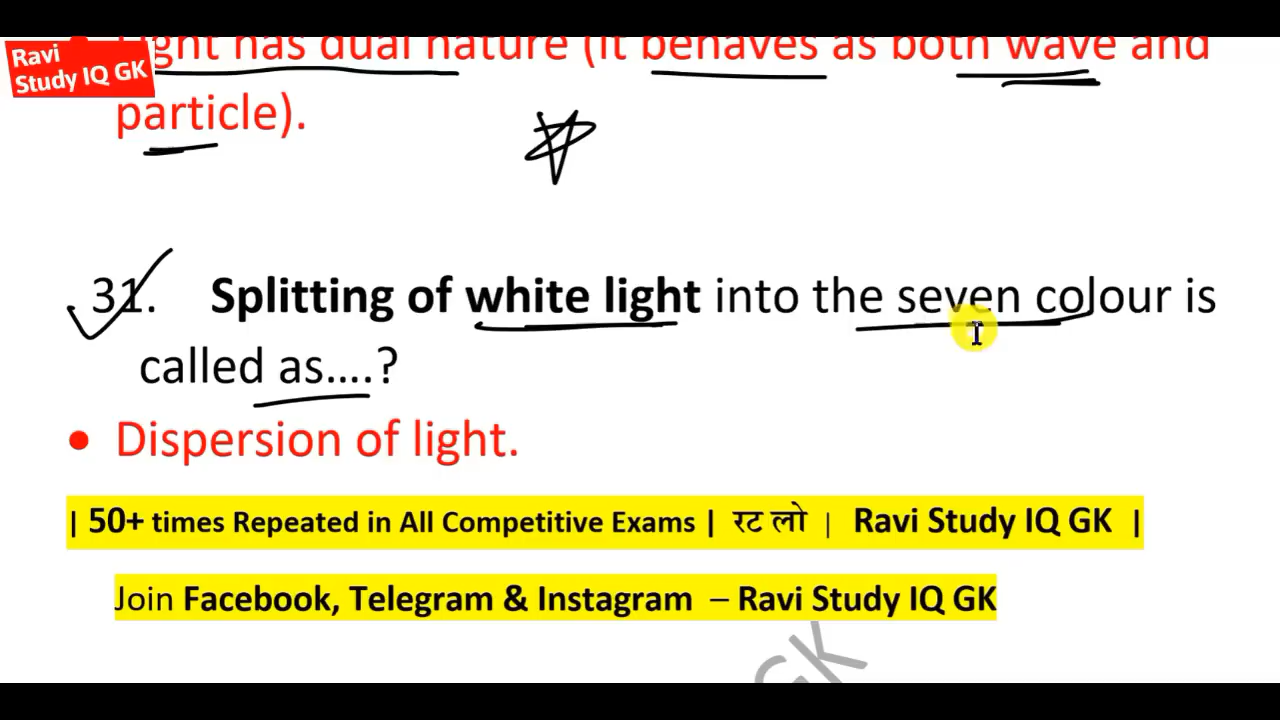 Ravi
Study IQ GK
Light has dual nature (It behaves as both wave and
particle).
31. Splitting of white light into the seven colour is
called as....?
• Dispersion of light.
| 50+ times Repeated in All Competitive Exams | रट लो | Ravi Study IQ GK |
Join Facebook, Telegram & Instagram – Ravi Study IQ GK
GK